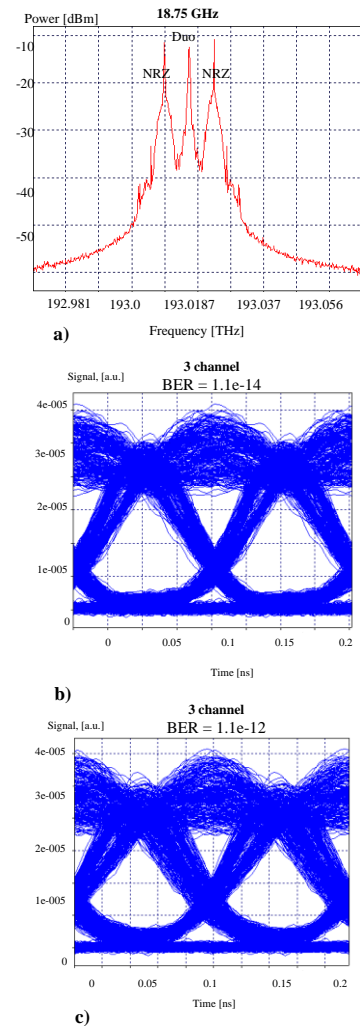 18.75 GHz
Power [dBm]
-10
Duo
NRZ NRZ
-20
-30
-40
-50
192.981 193.0 193.0187 193.037 193.056
a) Frequency [THz]
3 channel
Signal, [a.u.]
BER = 1.1e-14
4e-005
3e-005
2e-005
1e-005
0
0 0.05 0.1 0.15 0.2
Time [ns]
b)
3 channel
Signal, [a.u.]
BER = 1.1e-12
4e-005
3e-005
2e-005
1e-005
0
0 0.05 0.1 0.15 0.2
Time [ns]
c)